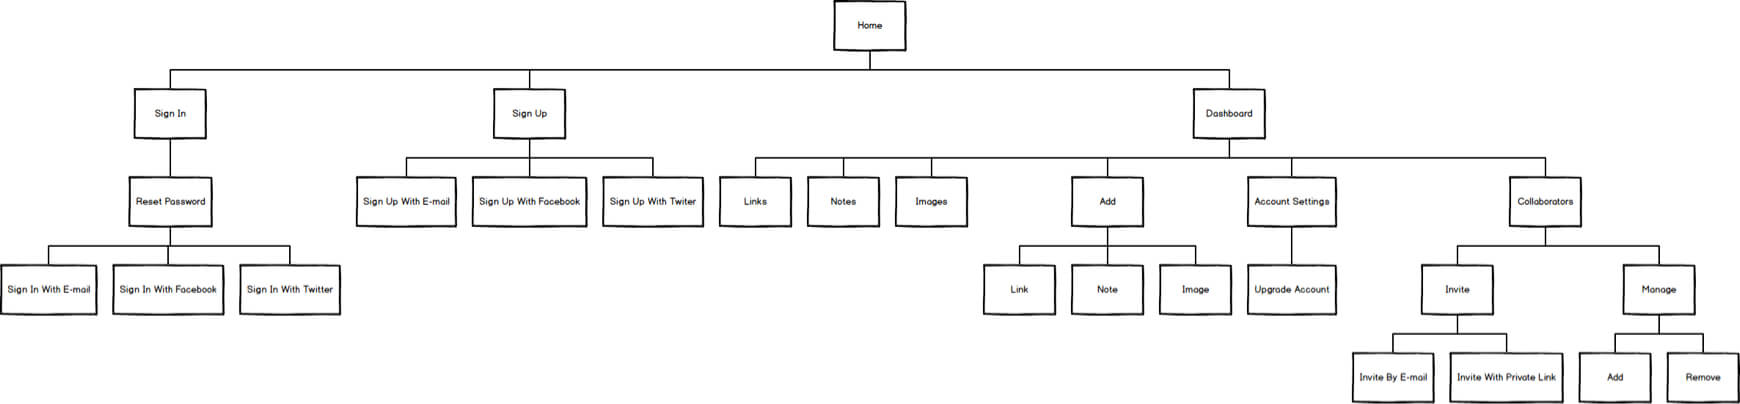 Home
Sign In
Sign Up
Dashboard
Reset Password
Sign Up With E-mail
Sign Up With Facebook
Sign Up With Twiter
Links
Notes
Images
Add
Account Settings
Collaborators
Sign In With E-mail
Sign In With Facebook
Sign In With Twitter
Link
Note
Image
Upgrade Account
Invite
Manage
Invite By E-mail
Invite With Private Link
Add
Remove